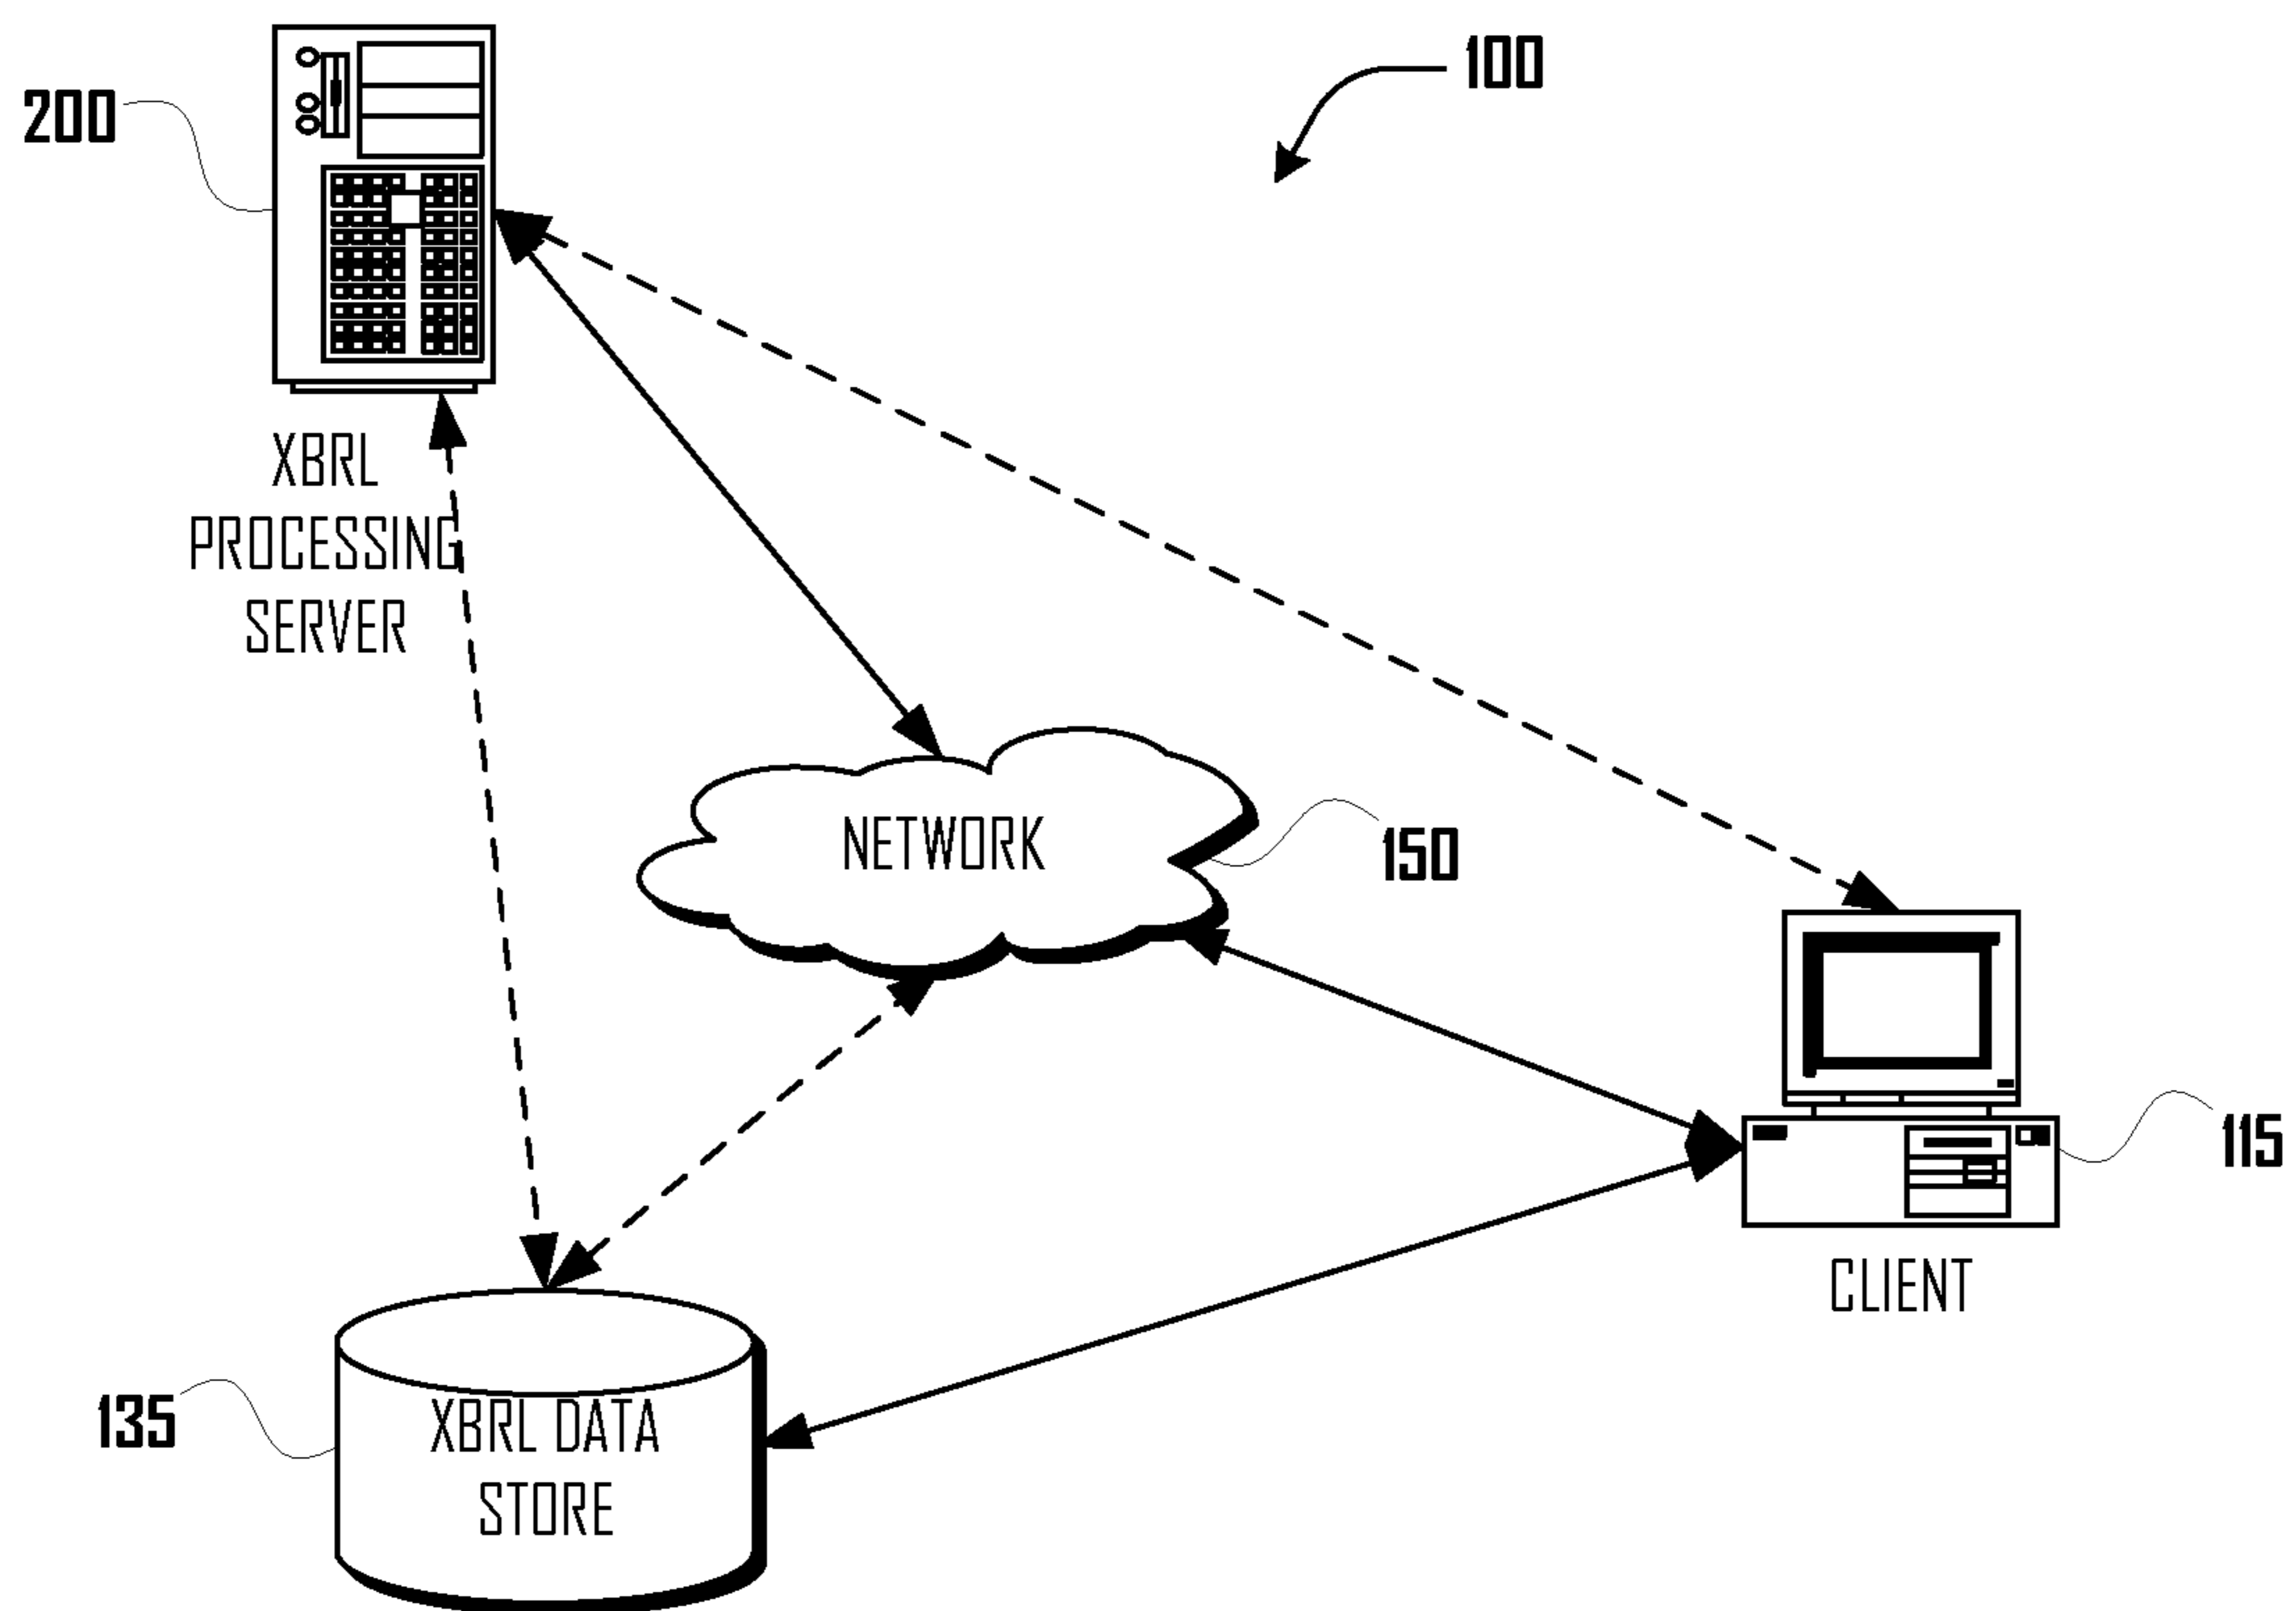 100
200
XBRL
PROCESSING
SERVER
NETWORK
150
115
CLIENT
135
XBRL DATA
STORE